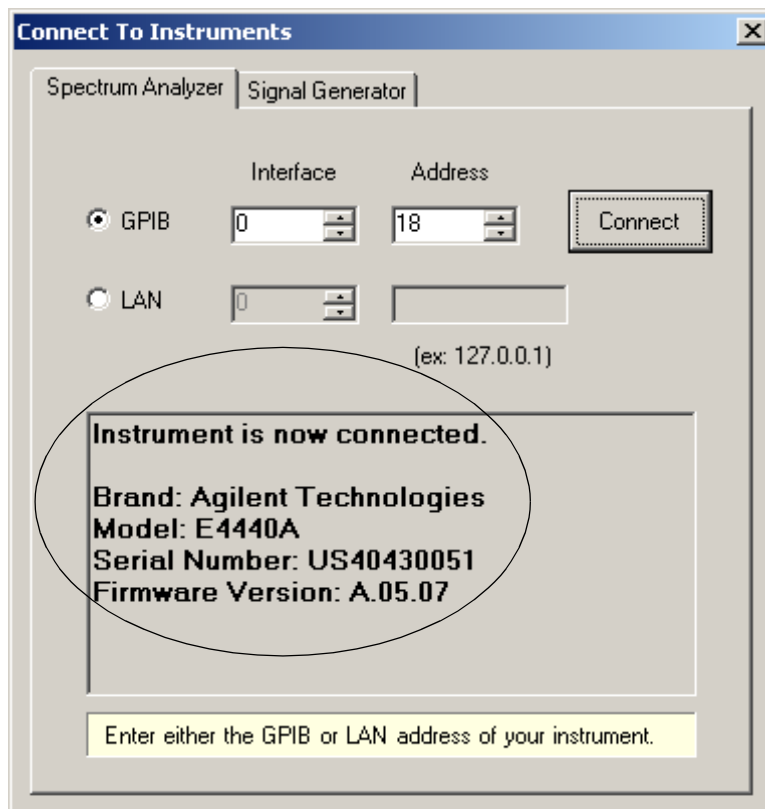 Connect To Instruments
Spectrum Analyzer Signal Generator
Interface Address
GPIB 0 18 Connect
LAN 0
(ex: 127.0.0.1)
Instrument is now connected.
Brand: Agilent Technologies
Model: E4440A
Serial Number: US40430051
Firmware Version: A.05.07
Enter either the GPIB or LAN address of your instrument.